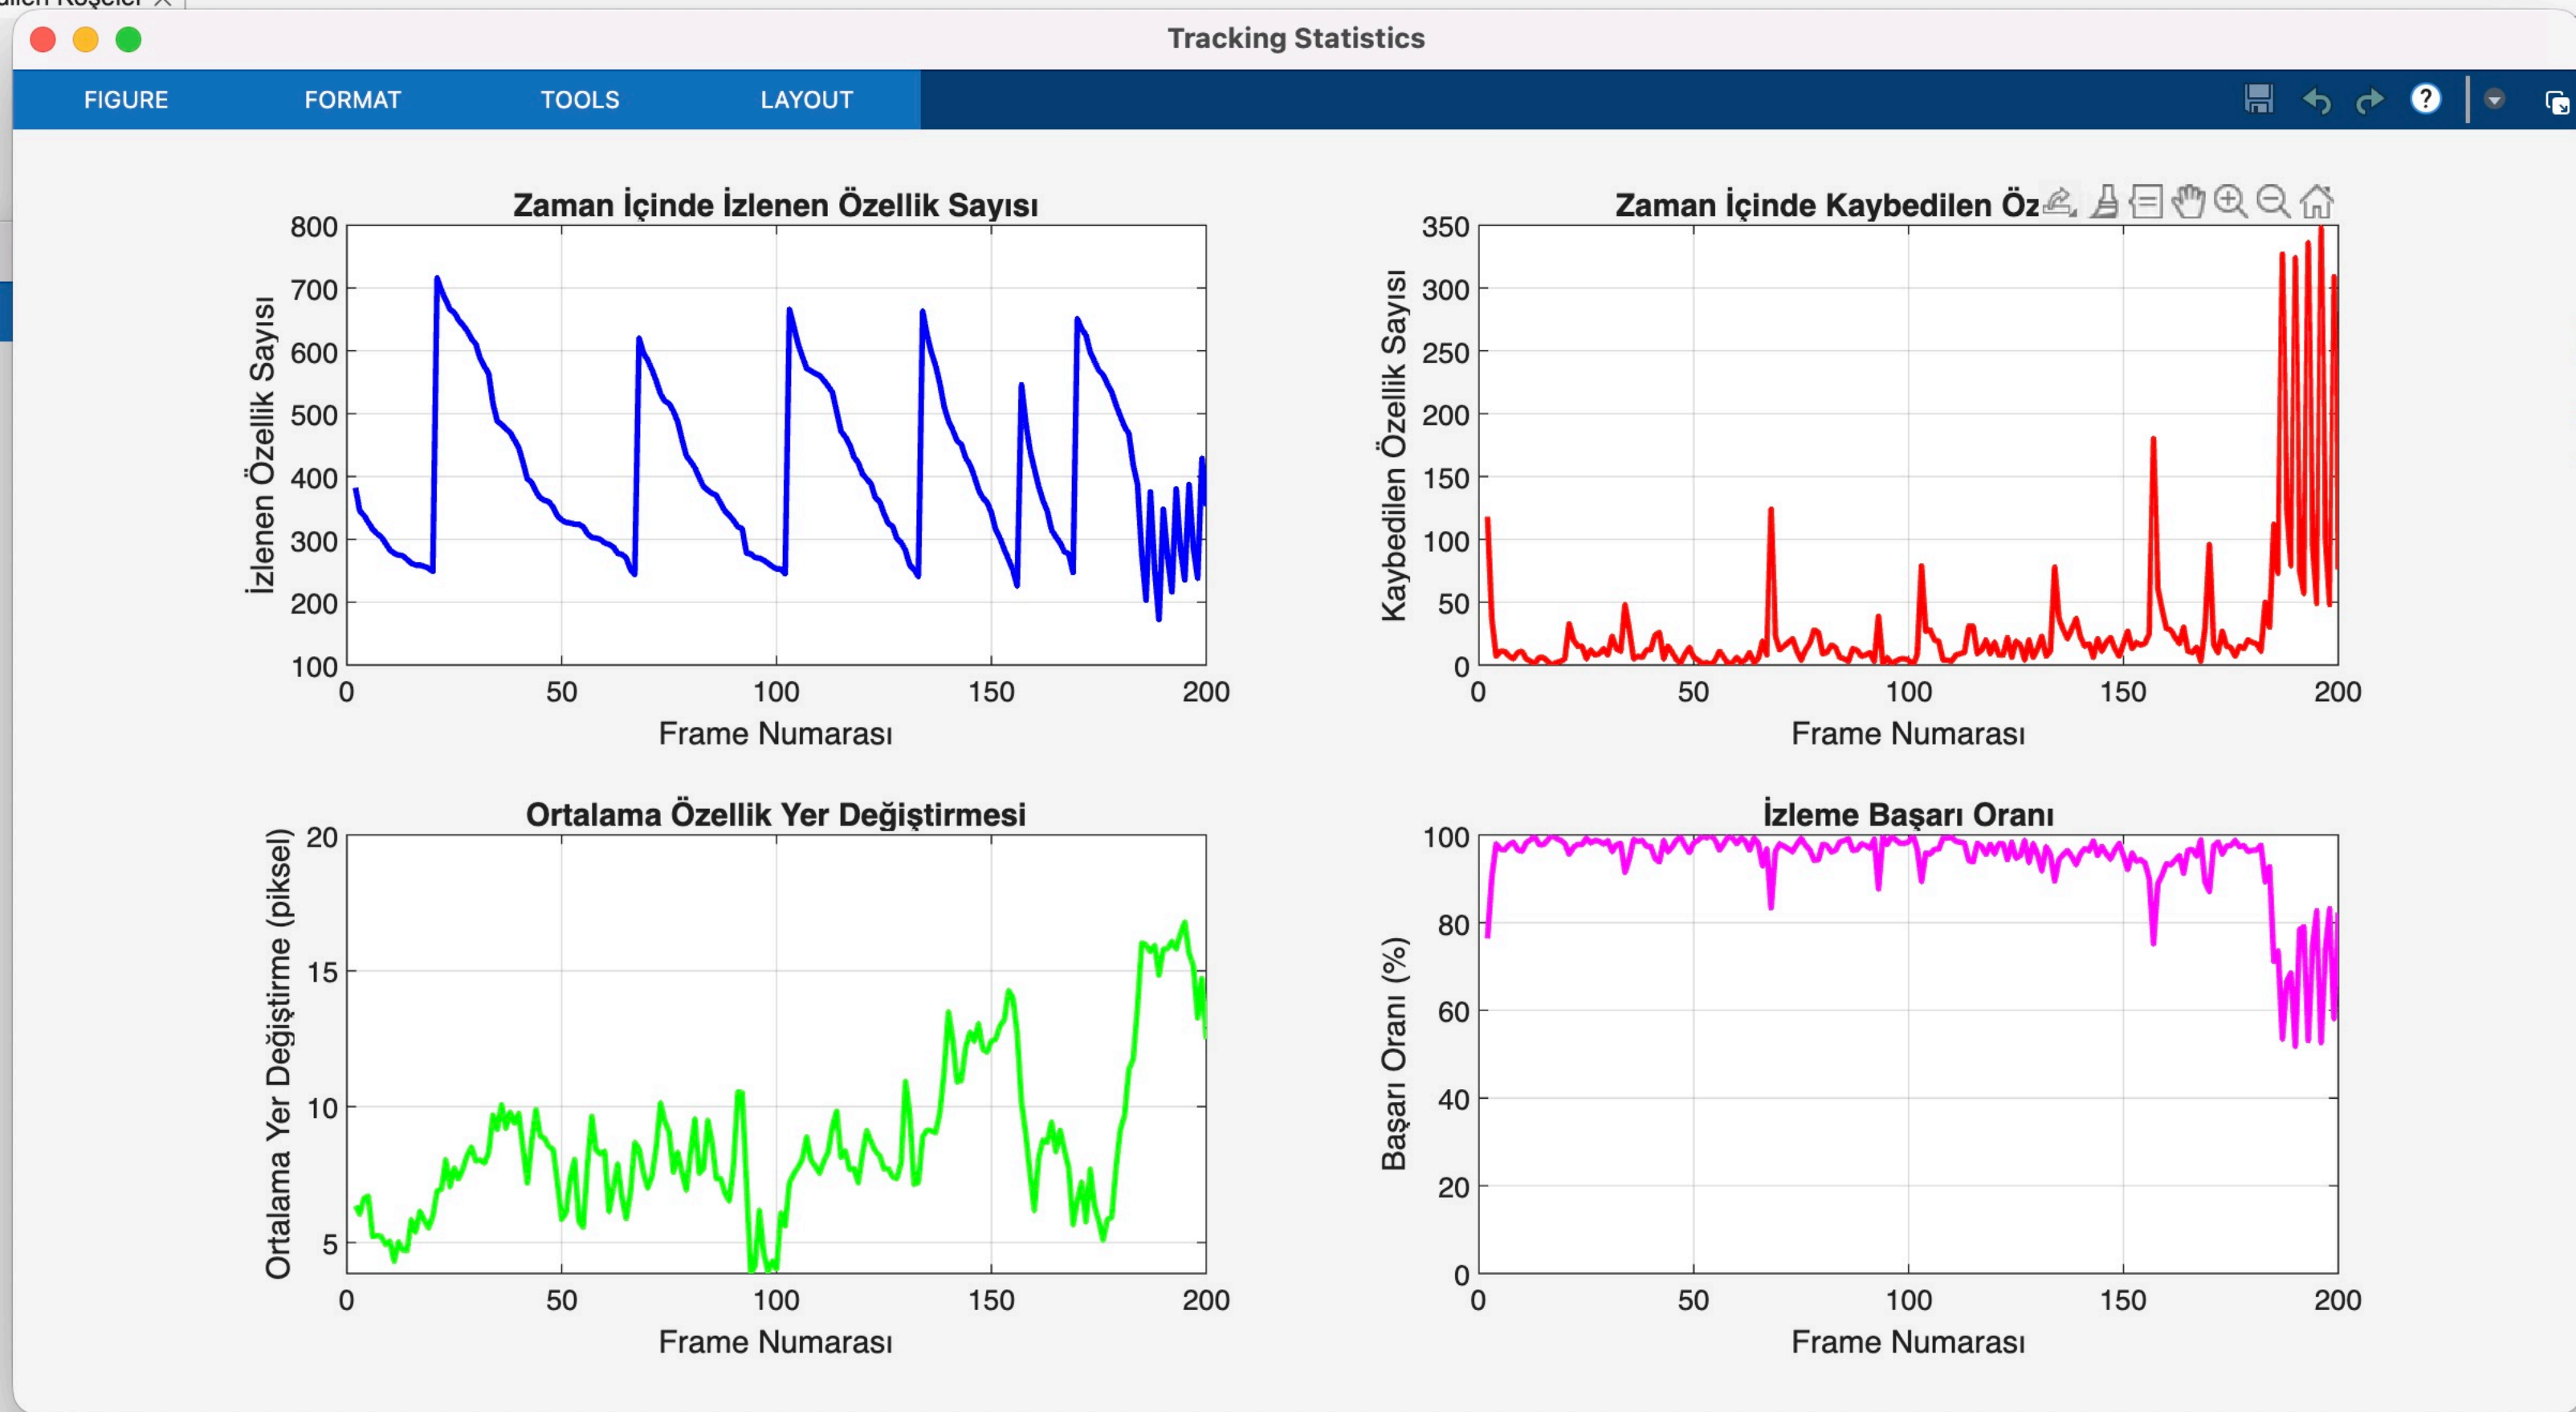 Tracking Statistics
FIGURE FORMAT TOOLS LAYOUT
?
Zaman İçinde İzlenen Özellik Sayısı
İzlenen Özellik Sayısı
800
700
600
500
400
300
200
100
0 50 100 150 200
Frame Numarası
Zaman İçinde Kaybedilen Öz
Kaybedilen Özellik Sayısı
350
300
250
200
150
100
50
0
0 50 100 150 200
Frame Numarası
Ortalama Özellik Yer Değiştirmesi
Ortalama Yer Değiştirme (piksel)
20
15
10
5
0 50 100 150 200
Frame Numarası
İzleme Başarı Oranı
Başarı Oranı (%)
100
80
60
40
20
0
0 50 100 150 200
Frame Numarası